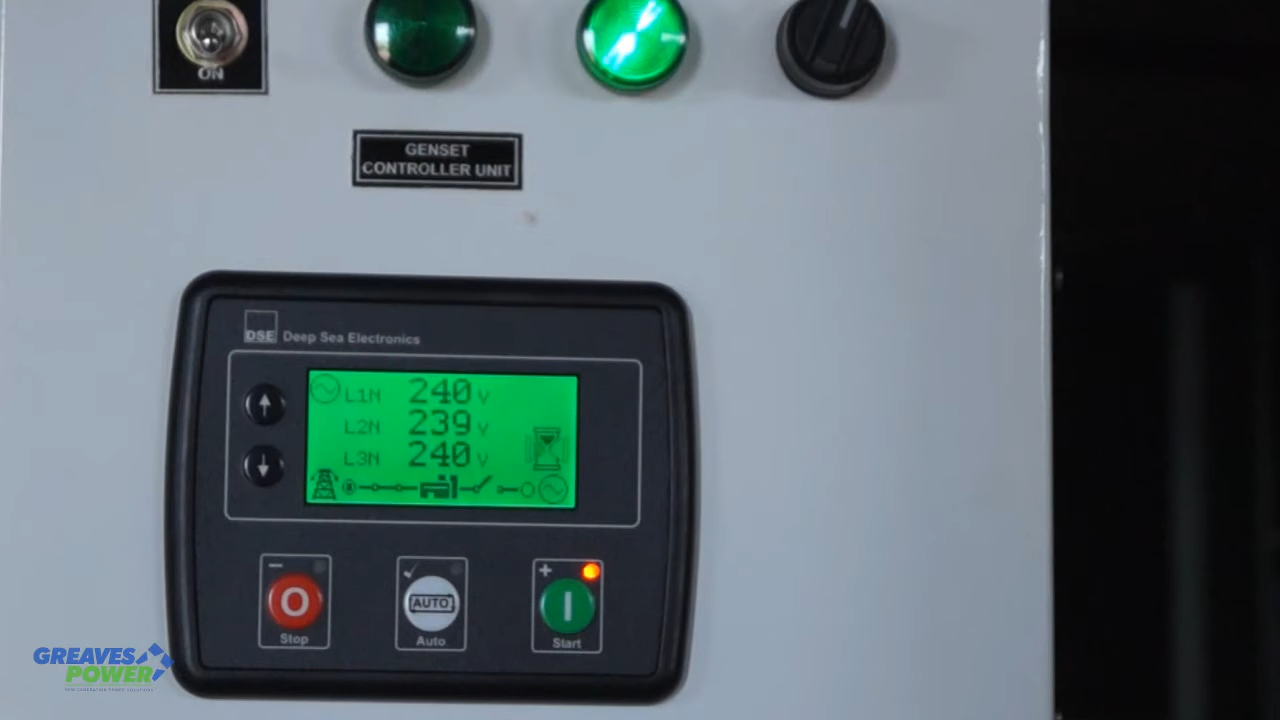 ON
GENSET
CONTROLLER UNIT
DSE Deep Sea Electronics
L1N 240 V
L2N 239 V
L3N 240 V
Stop
AUTO
Auto
Start
GREAVES
POWER